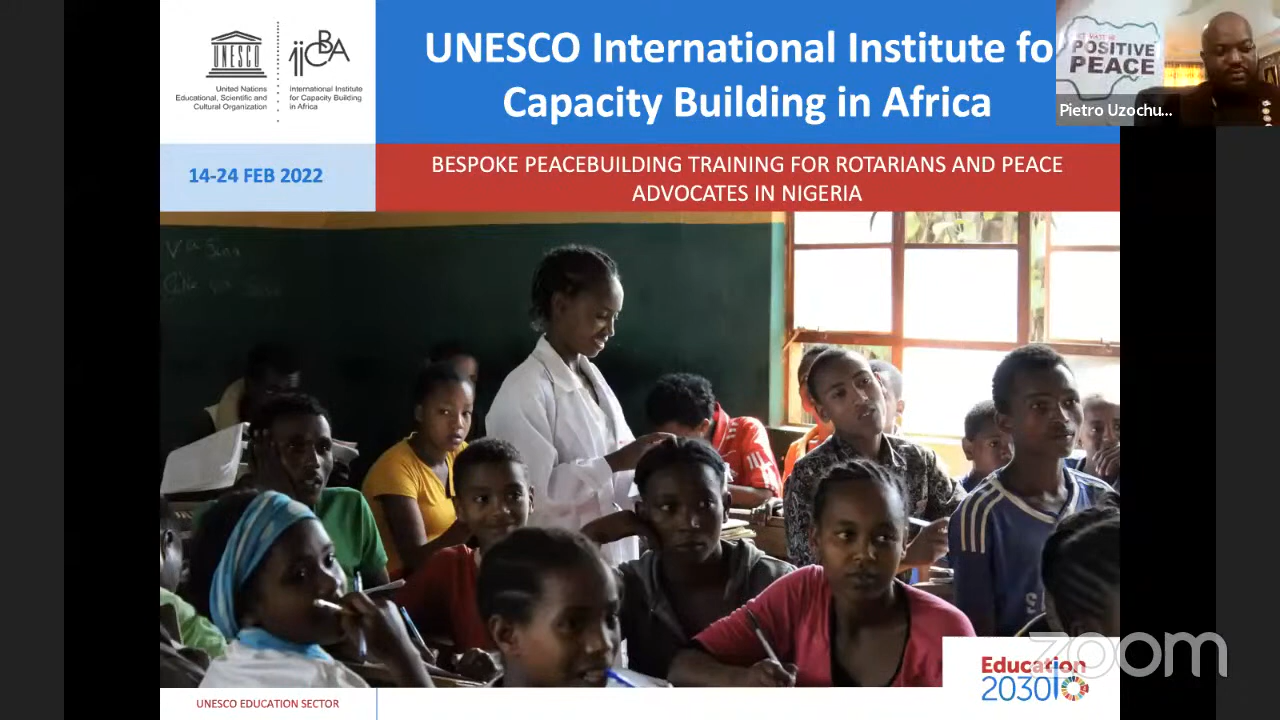 UNESCO
United Nations
Educational, Scientific and
Cultural Organization
iicBA
International Institute
for Capacity Building
in Africa
UNESCO International Institute fo
Capacity Building in Africa
POSITIVE
PEACE
Pietro Uzochu...
14-24 FEB 2022
BESPOKE PEACEBUILDING TRAINING FOR ROTARIANS AND PEACE
ADVOCATES IN NIGERIA
zoom
Education
2030
UNESCO EDUCATION SECTOR